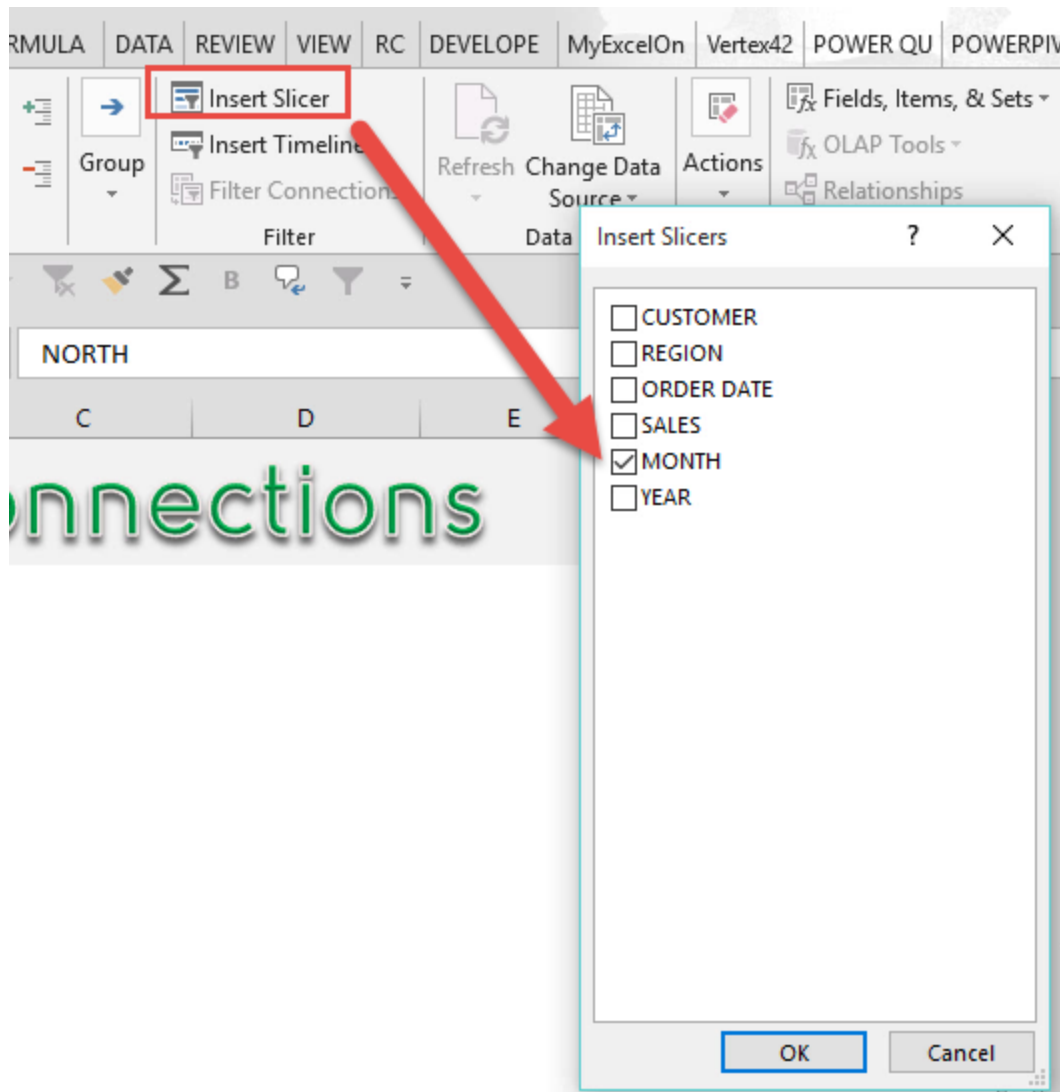 RMULA DATA REVIEW VIEW RC DEVELOPE MyExcelOn Vertex42 POWER QU POWERPIV
Insert Slicer
Insert Timeline
Filter Connections
Filter
Group
Refresh
Change Data
Source
Data
Actions
Fields, Items, & Sets
OLAP Tools
Relationships
Σ B
NORTH
C D E
onnections
Insert Slicers ? X
CUSTOMER
REGION
ORDER DATE
SALES
MONTH
YEAR
OK Cancel